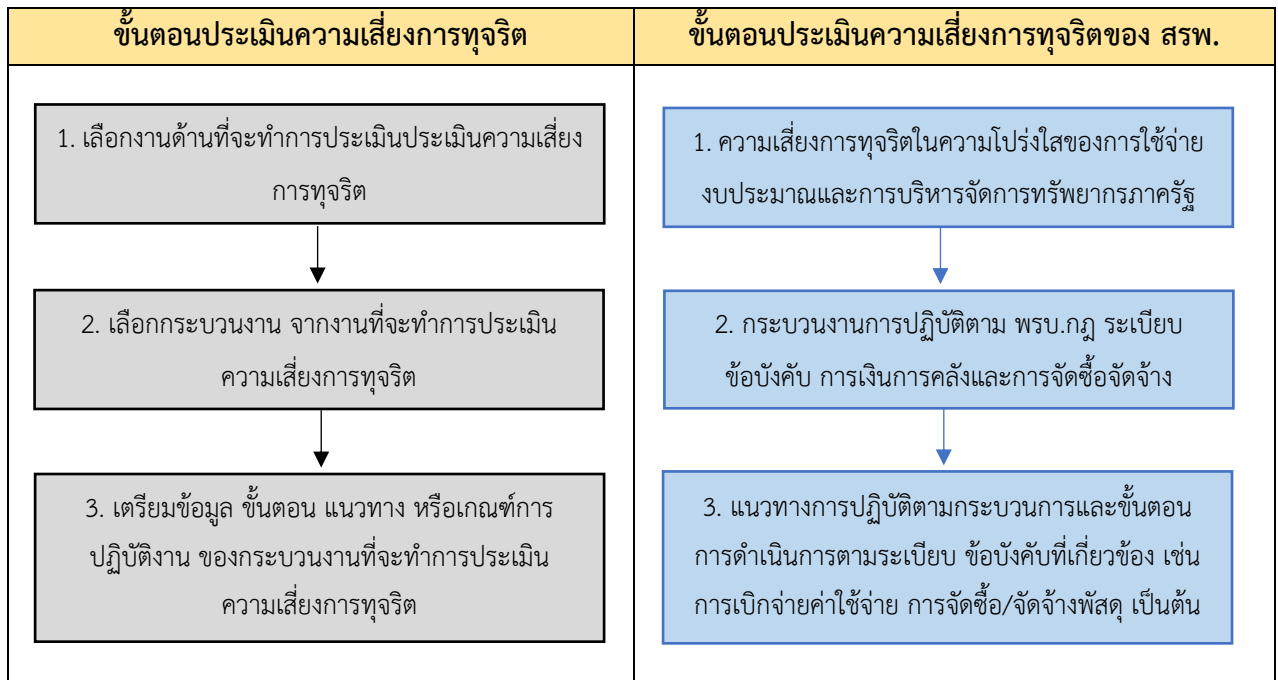 ขั้นตอนประเมินความเสี่ยงการทุจริต
1. เลือกงานด้านที่จะทำการประเมินประเมินความเสี่ยง
การทุจริต
2. เลือกกระบวนงาน จากงานที่จะทำการประเมิน
ความเสี่ยงการทุจริต
3. เตรียมข้อมูล ขั้นตอน แนวทาง หรือเกณฑ์การ
ปฏิบัติงาน ของกระบวนงานที่จะทำการประเมิน
ความเสี่ยงการทุจริต
ขั้นตอนประเมินความเสี่ยงการทุจริตของ สรพ.
1. ความเสี่ยงการทุจริตในความโปร่งใสของการใช้จ่าย
งบประมาณและการบริหารจัดการทรัพยากรภาครัฐ
2. กระบวนงานการปฏิบัติตาม พรบ.กฎ ระเบียบ
ข้อบังคับ การเงินการคลังและการจัดซื้อจัดจ้าง
3. แนวทางการปฏิบัติตามกระบวนการและขั้นตอน
การดำเนินการตามระเบียบ ข้อบังคับที่เกี่ยวข้อง เช่น
การเบิกจ่ายค่าใช้จ่าย การจัดซื้อ/จัดจ้างพัสดุ เป็นต้น